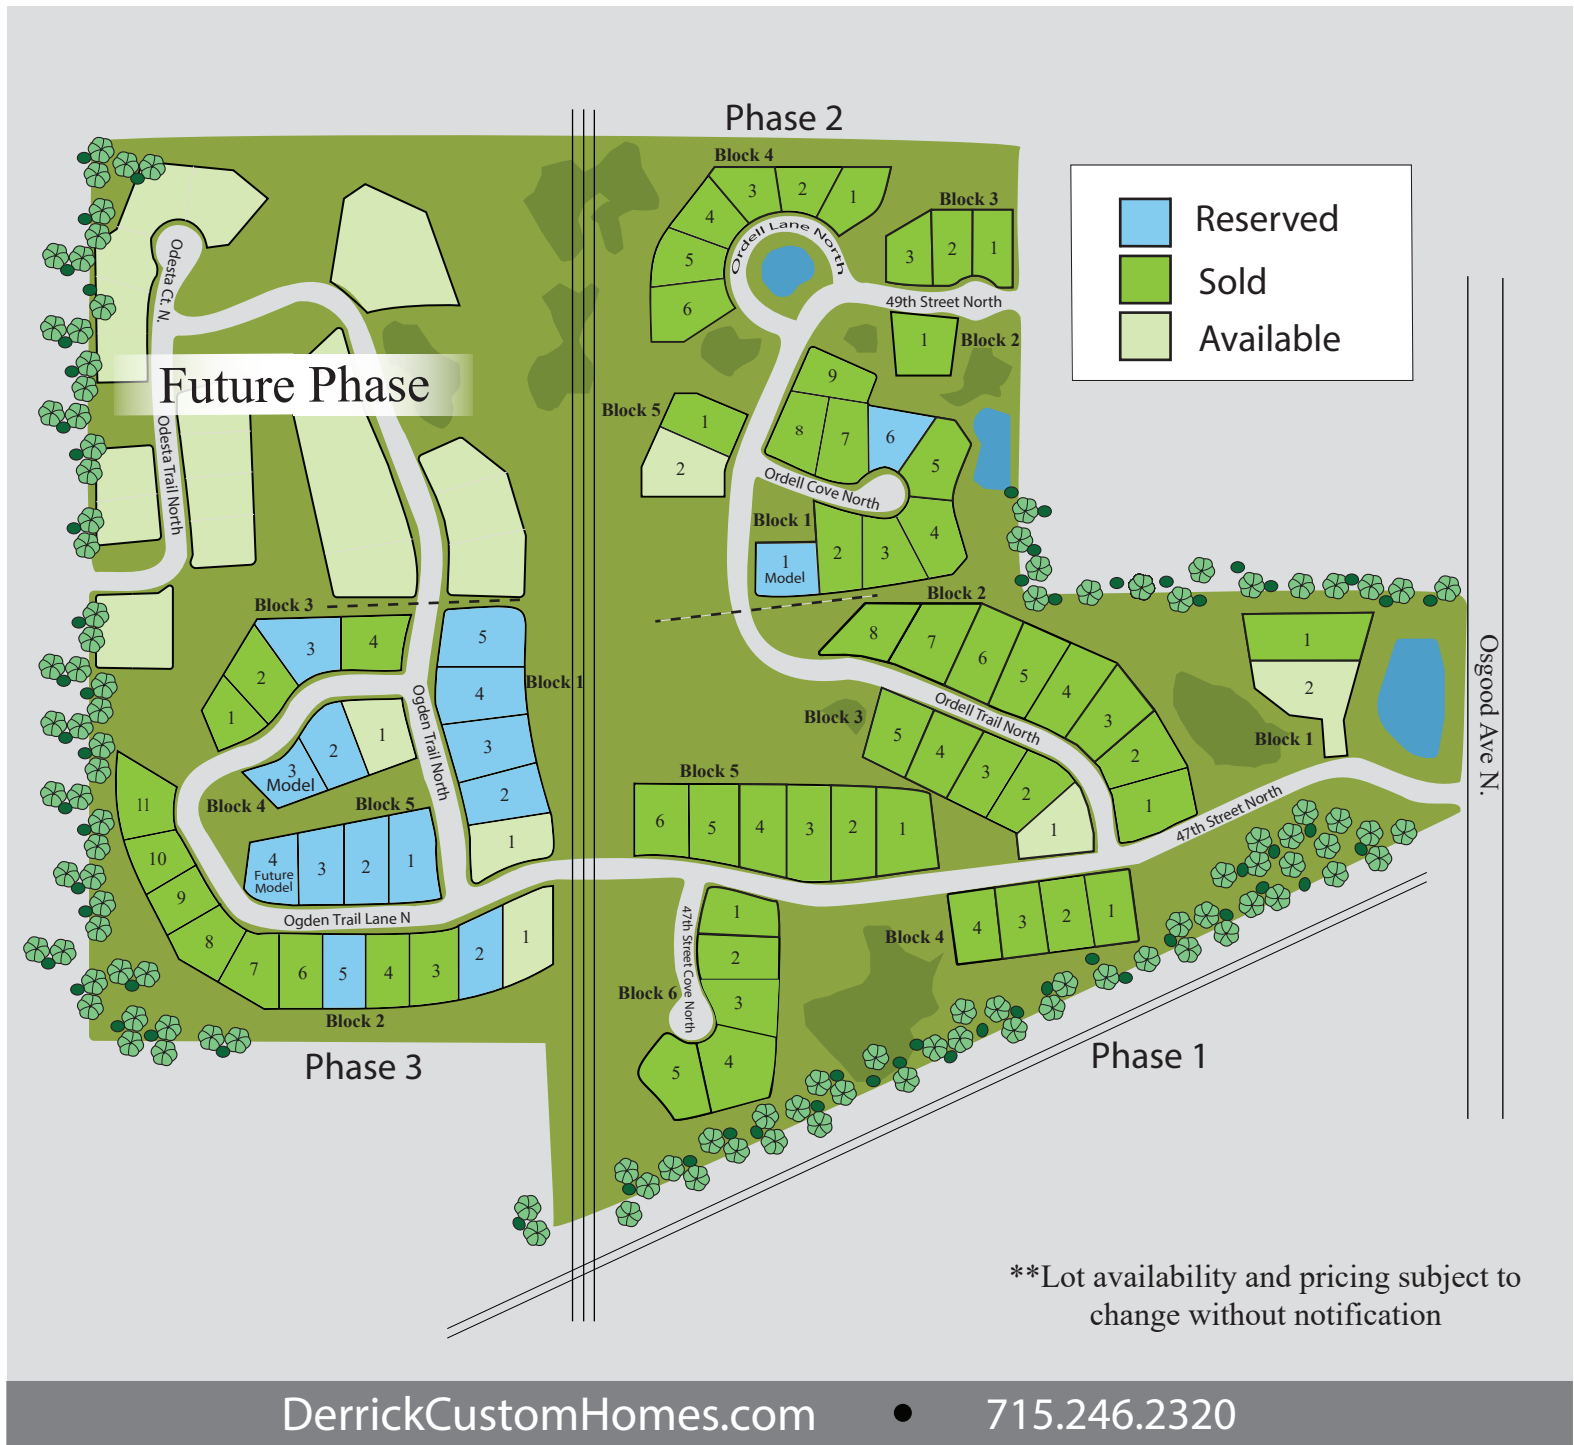 Phase 2
Block 4
3
2
1
4
5
6
Ordell Lane North
Block 3
3
2
1
49th Street North
1
Block 2
Reserved
Sold
Available
Odesta Ct. N.
Future Phase
Odesta Trail North
Block 5
1
2
9
8
7
6
5
Ordell Cove North
Block 1
1
Model
2
3
4
Block 3
1
2
3
4
5
4
3
2
1
Block 1
Ogden Trail North
1
2
3
Model
Block 4
Block 5
4
Future
Model
3
2
1
Ogden Trail Lane N
11
10
9
8
7
6
5
4
3
2
1
Block 2
Phase 3
Block 2
8
7
6
5
4
3
2
1
Ordell Trail North
Block 3
5
4
3
2
1
1
2
Block 1
Osgood Ave N.
47th Street North
Block 5
6
5
4
3
2
1
Block 4
4
3
2
1
47th Street Cove North
Block 6
1
2
3
4
5
Phase 1
**Lot availability and pricing subject to
change without notification
DerrickCustomHomes.com • 715.246.2320